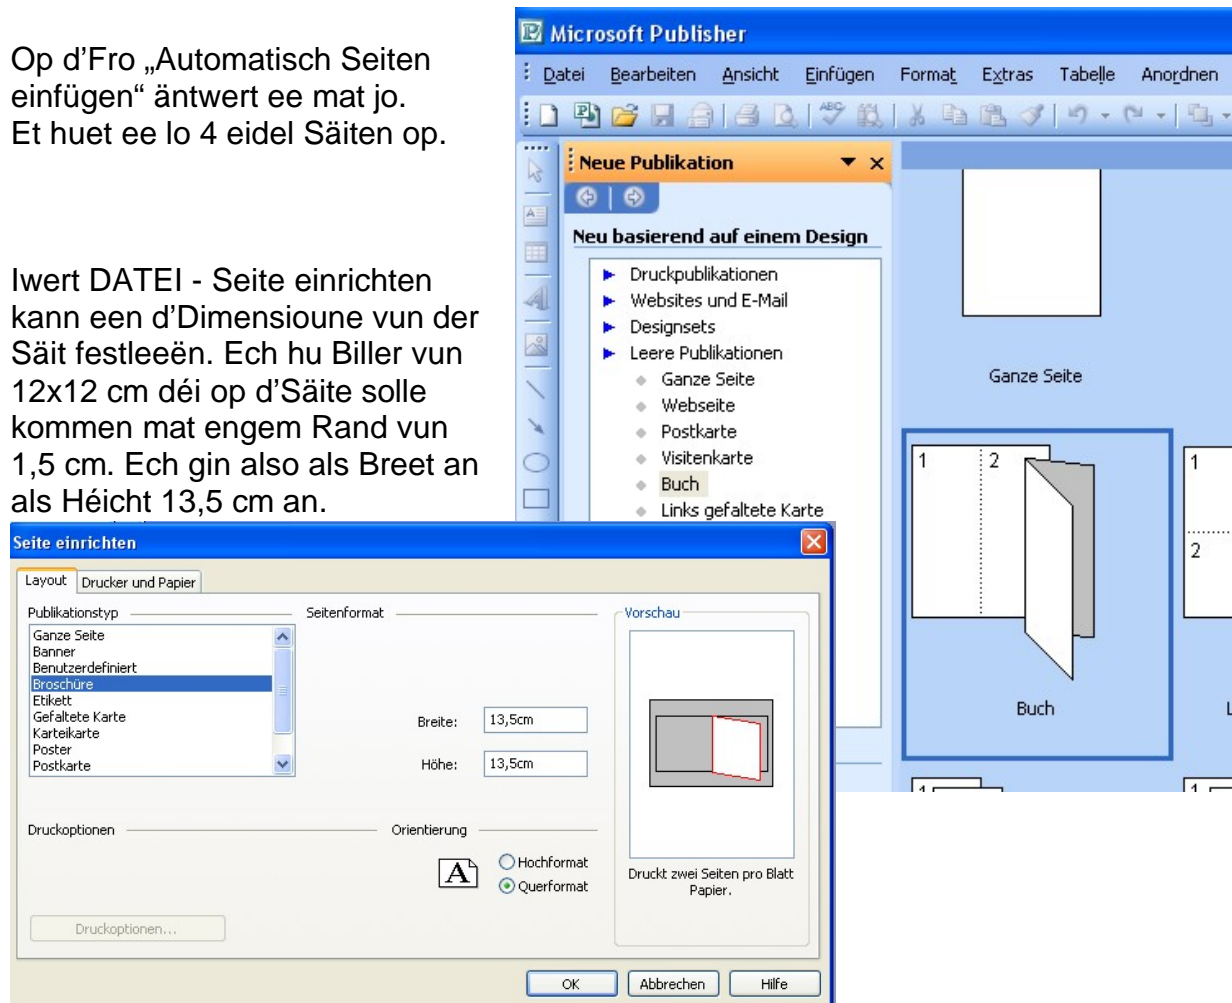 Op d'Fro „Automatisch Seiten
einfügen“ äntwert ee mat jo.
Et huet ee lo 4 eidel Säiten op.
Iwert DATEI - Seite einrichten
kann een d'Dimensioune vun der
Säit festleeën. Ech hu Biller vun
12x12 cm déi op d'Säite solle
kommen mat engem Rand vun
1,5 cm. Ech gin also als Breet an
als Héicht 13,5 cm an.
Microsoft Publisher
Datei Bearbeiten Ansicht Einfügen Format Extras Tabelle Anordnen
ABC
Neue Publikation
Neu basierend auf einem Design
Druckpublikationen
Websites und E-Mail
Designsets
Leere Publikationen
Ganze Seite
Webseite
Postkarte
Visitenkarte
Buch
Links gefaltete Karte
Ganze Seite
1 2
Buch
1
2
L
1
1
Seite einrichten
Layout Drucker und Papier
Publikationstyp
Ganze Seite
Banner
Benutzerdefiniert
Broschüre
Etikett
Gefaltete Karte
Karteikarte
Poster
Postkarte
Seitenformat
Breite: 13,5cm
Höhe: 13,5cm
Vorschau
Druckt zwei Seiten pro Blatt
Papier.
Druckoptionen
Orientierung
A
Hochformat
Querformat
Druckoptionen...
OK Abbrechen Hilfe